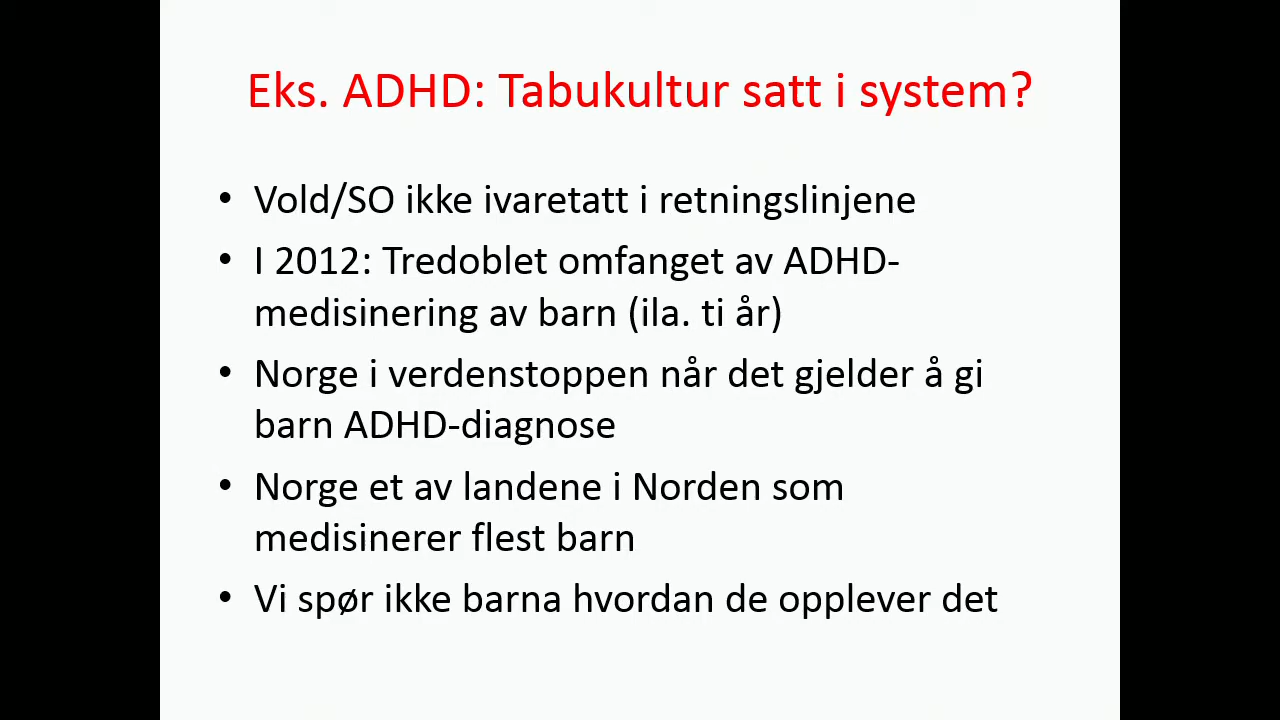 Eks. ADHD: Tabukultur satt i system?
• Vold/SO ikke ivaretatt i retningslinjene
• I 2012: Tredoblet omfanget av ADHD-
medisinering av barn (ila. ti år)
• Norge i verdenstoppen når det gjelder å gi
barn ADHD-diagnose
• Norge et av landene i Norden som
medisinerer flest barn
• Vi spør ikke barna hvordan de opplever det